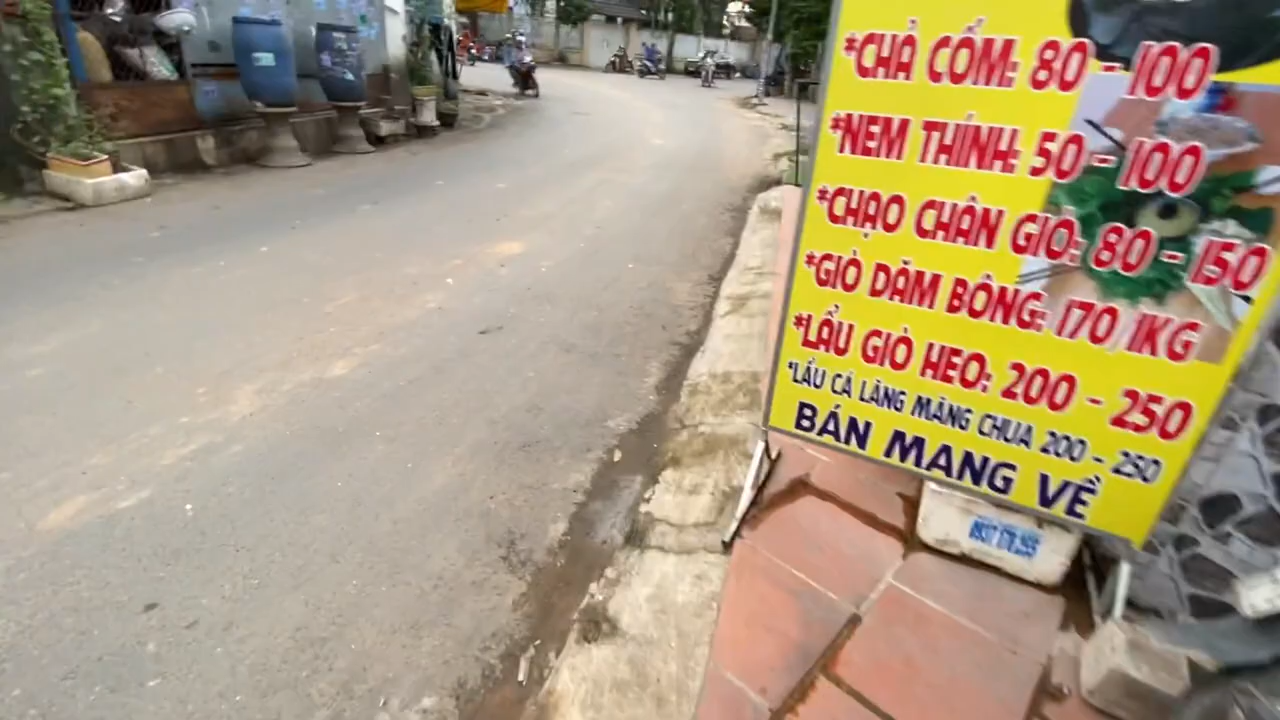 *CHẢ CỐM: 80 - 100
*NEM THÍNH: 50 - 100
*CHẠO CHÂN GIÒ: 80 - 150
*GIÒ DĂM BÔNG: 170/1KG
*LẨU GIÒ HEO: 200 - 250
*LẨU CÁ LĂNG MĂNG CHUA 200 - 250
BÁN MANG VỀ